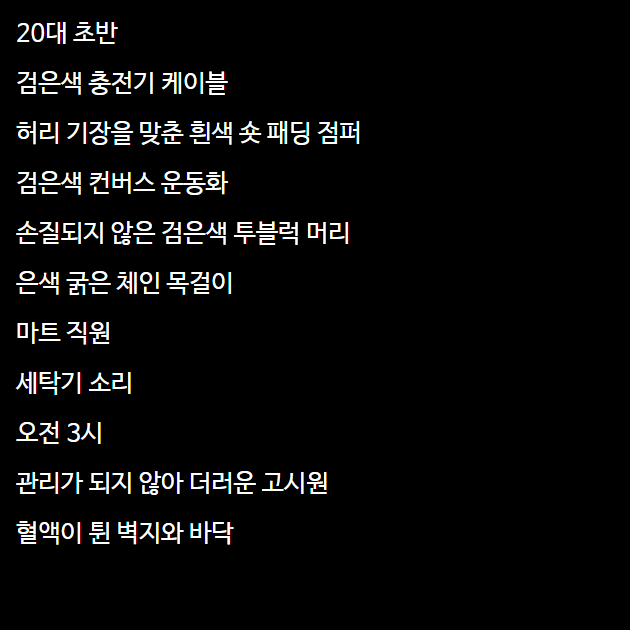 20대 초반
검은색 충전기 케이블
허리 기장을 맞춘 흰색 숏 패딩 점퍼
검은색 컨버스 운동화
손질되지 않은 검은색 투블럭 머리
은색 굵은 체인 목걸이
마트 직원
세탁기 소리
오전 3시
관리가 되지 않아 더러운 고시원
혈액이 튄 벽지와 바닥